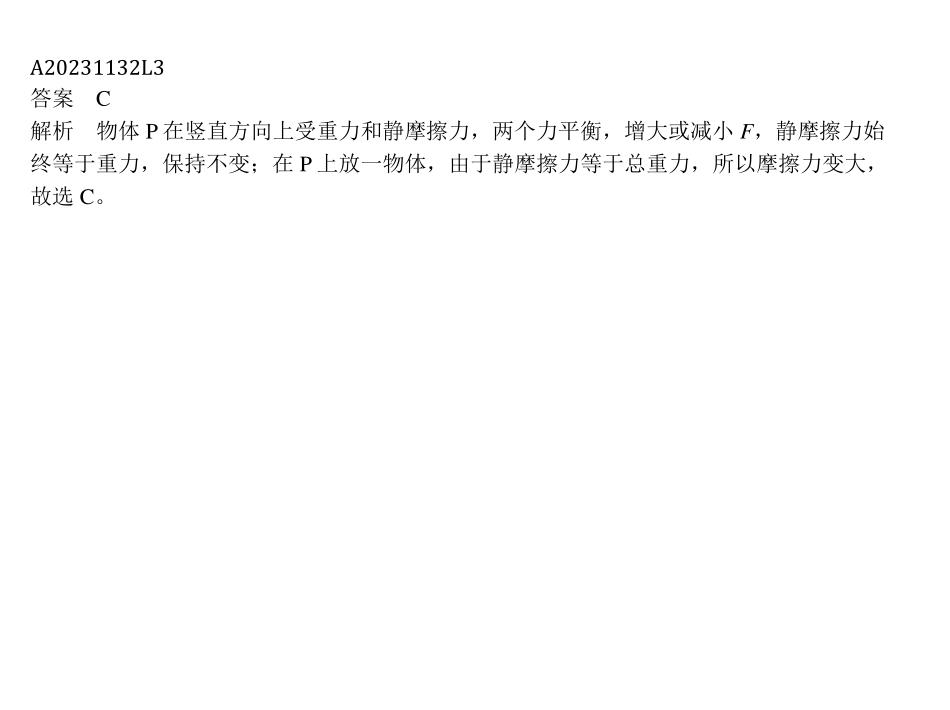 A20231132L3
答案　C
解析　物体 P 在竖直方向上受重力和静摩擦力，两个力平衡，增大或减小 F，静摩擦力始
终等于重力，保持不变；在 P 上放一物体，由于静摩擦力等于总重力，所以摩擦力变大，
故选 C。